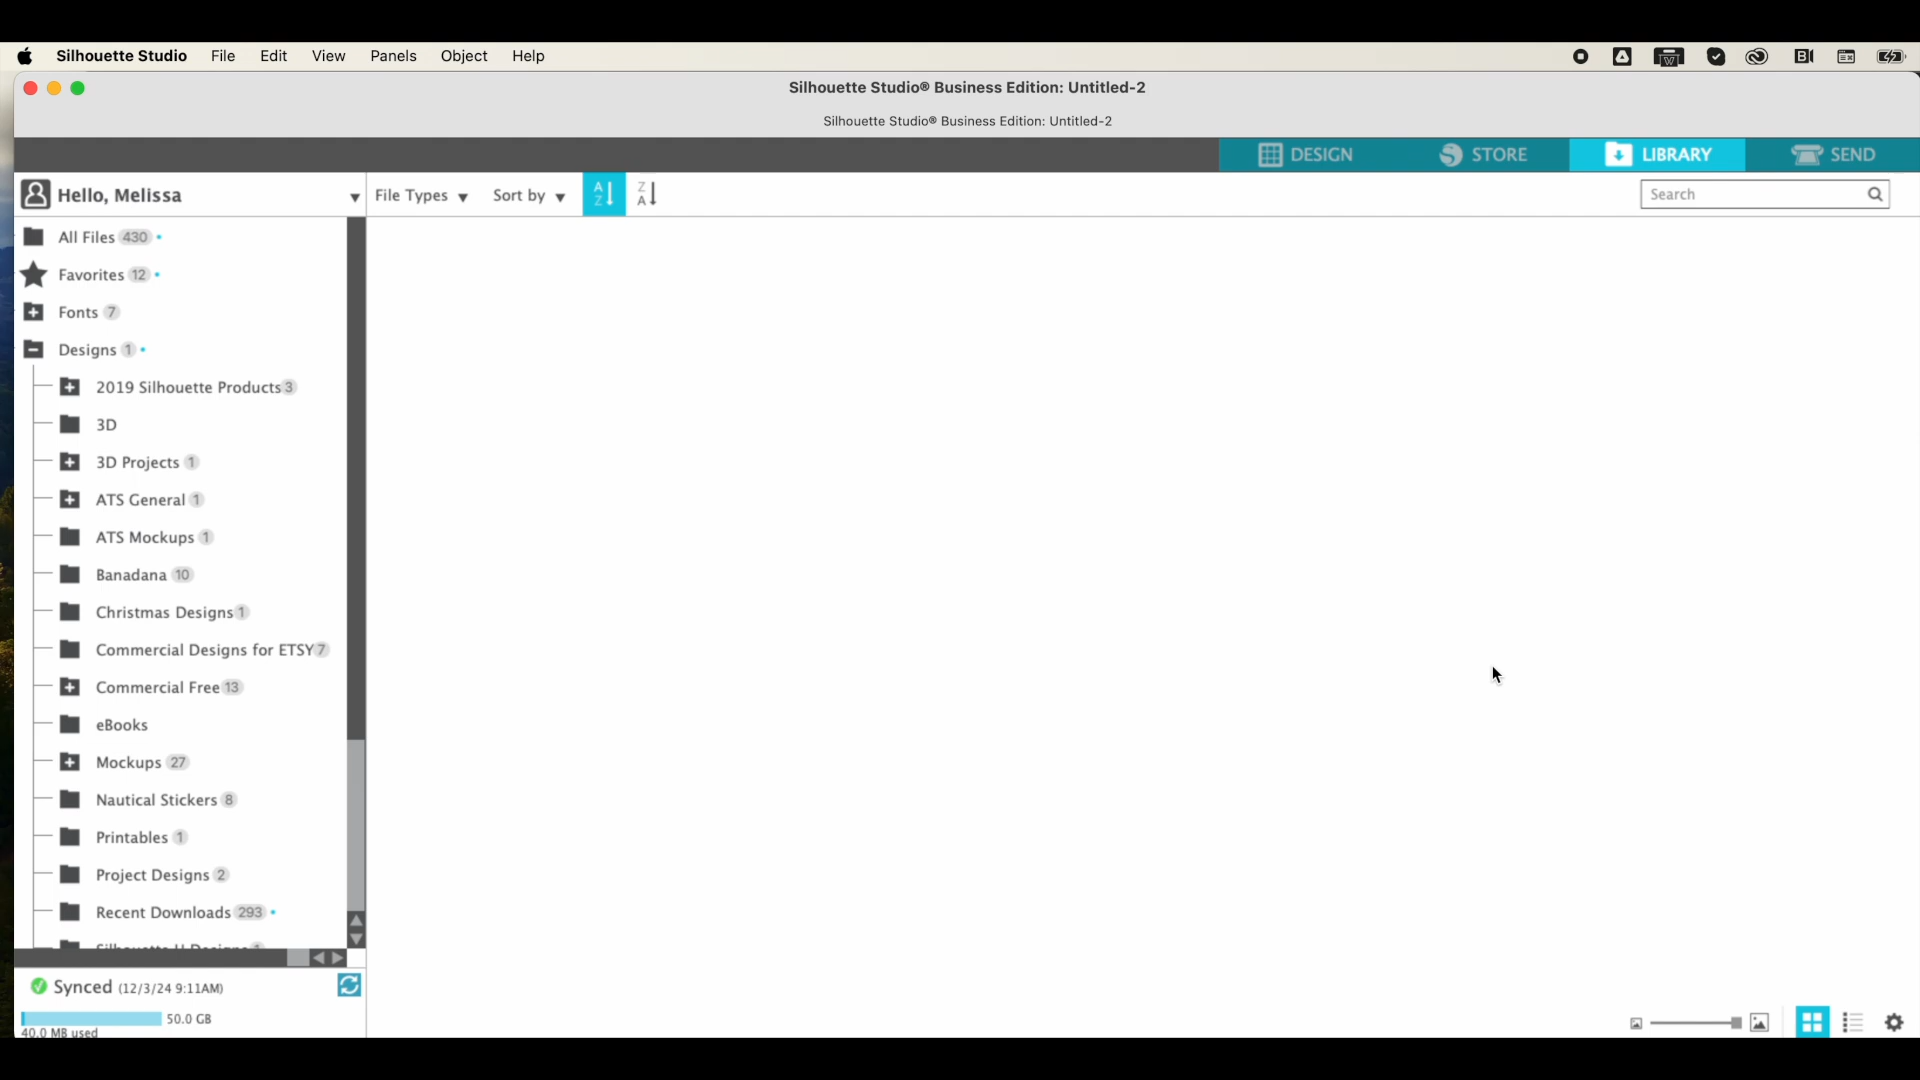 Silhouette Studio File Edit View Panels Object Help
Silhouette Studio® Business Edition: Untitled-2
Silhouette Studio® Business Edition: Untitled-2
DESIGN STORE LIBRARY SEND
Hello, Melissa File Types Sort by A Z Z A Search
All Files 430
Favorites 12
Fonts 7
Designs 1
2019 Silhouette Products 3
3D
3D Projects 1
ATS General 1
ATS Mockups 1
Banadana 10
Christmas Designs 1
Commercial Designs for ETSY 7
Commercial Free 13
eBooks
Mockups 27
Nautical Stickers 8
Printables 1
Project Designs 2
Recent Downloads 293
Synced (12/3/24 9:11AM)
50.0 GB
40.0 MB used